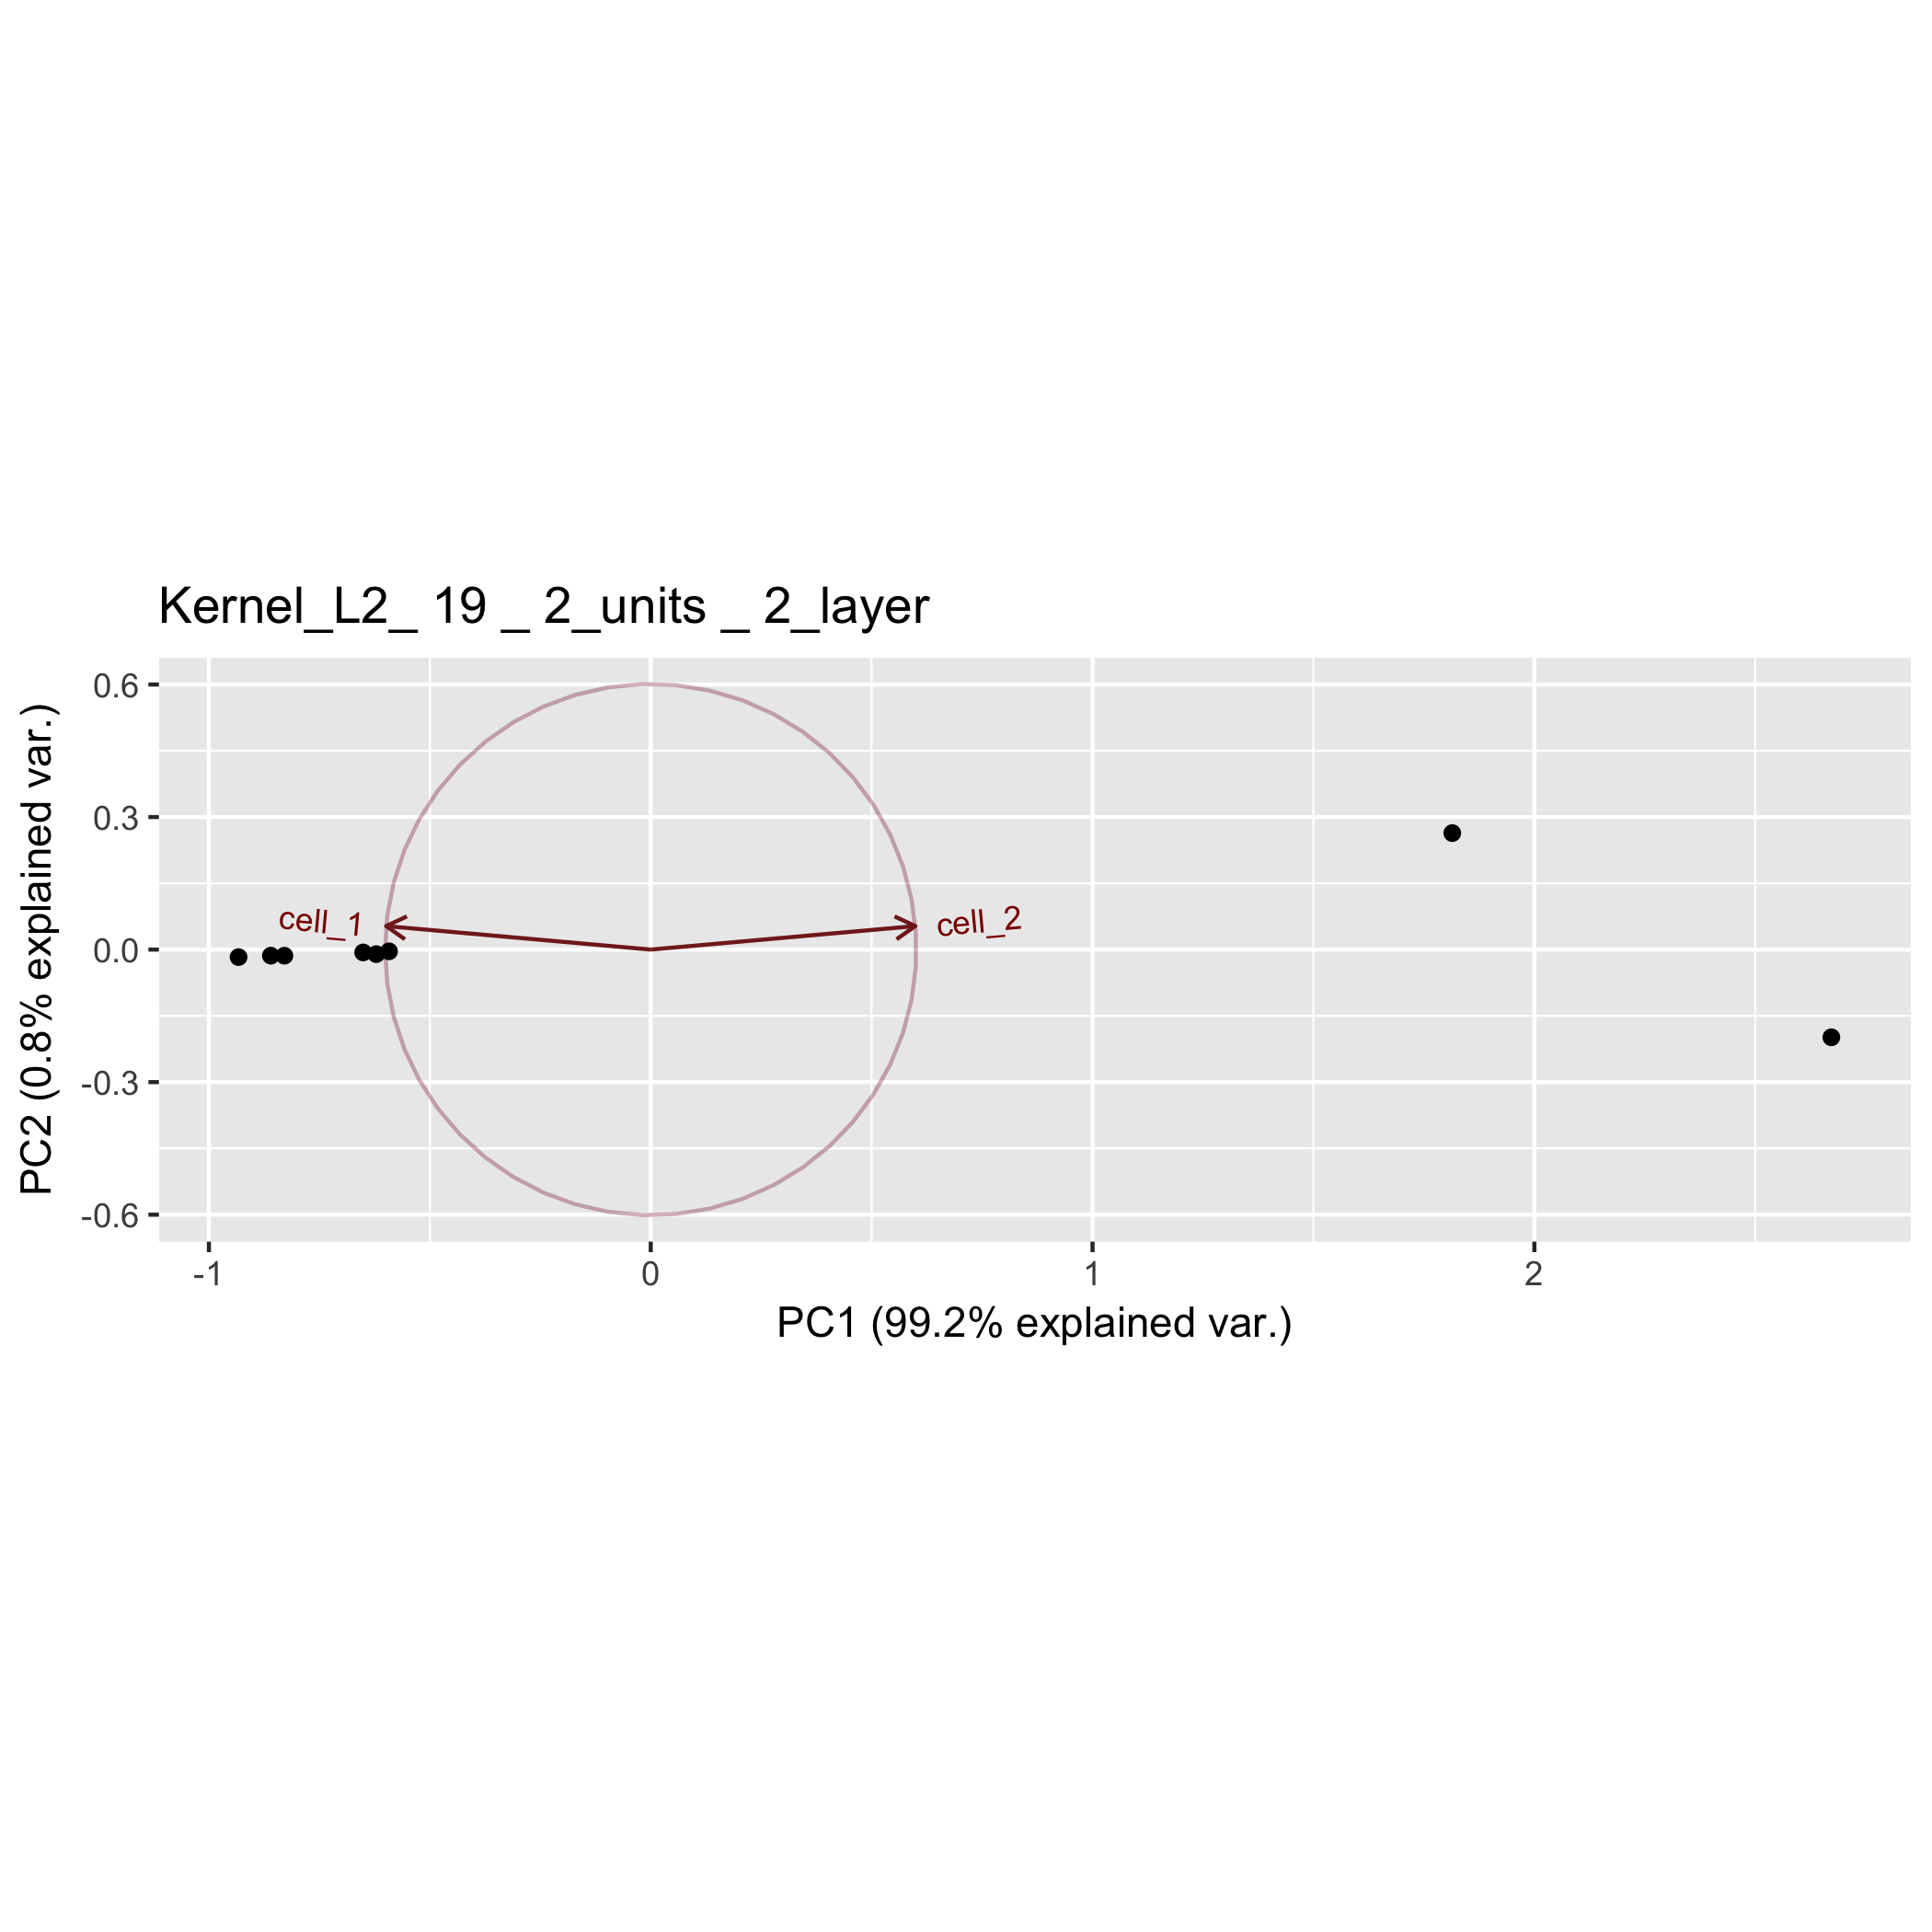 Kernel_L2_ 19 _ 2_units _ 2_layer
PC2 (0.8% explained var.)
0.6
0.3
0.0
-0.3
-0.6
cell_1
cell_2
-1
0
1
2
PC1 (99.2% explained var.)